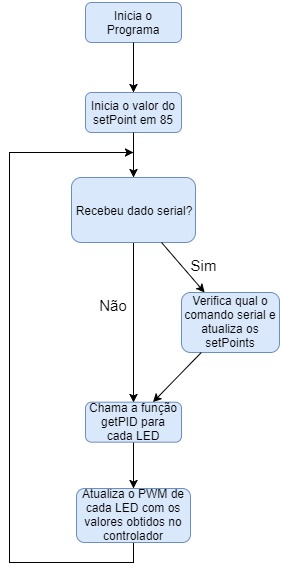 Inicia o
Programa
Inicia o valor do
setPoint em 85
Recebeu dado serial?
Sim
Não
Verifica qual o
comando serial e
atualiza os
setPoints
Chama a função
getPID para
cada LED
Atualiza o PWM de
cada LED com os
valores obtidos no
controlador